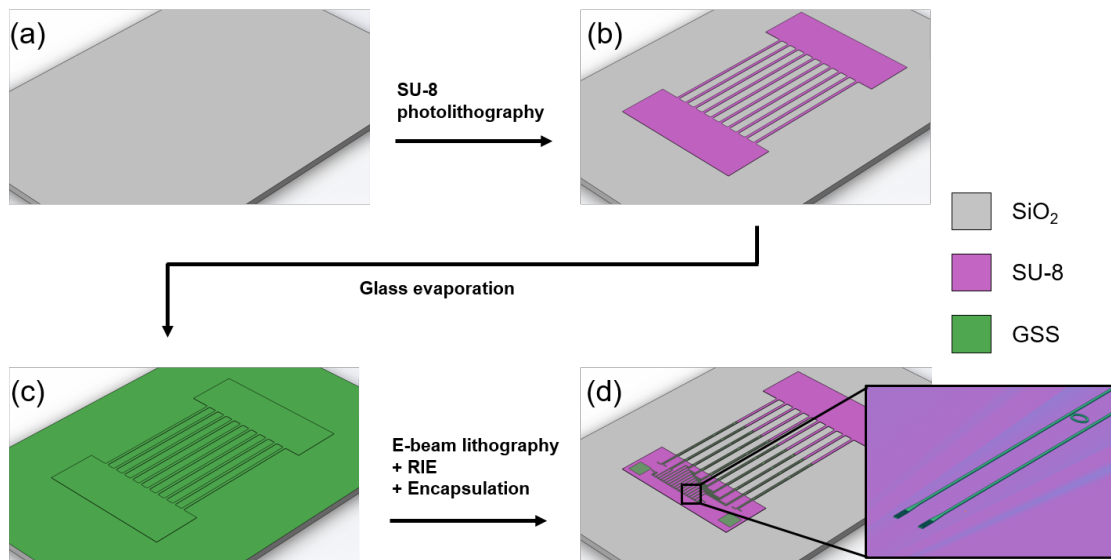 (a)
SU-8
photolithography
(b)
SiO₂
SU-8
GSS
Glass evaporation
(c)
E-beam lithography
+ RIE
+ Encapsulation
(d)